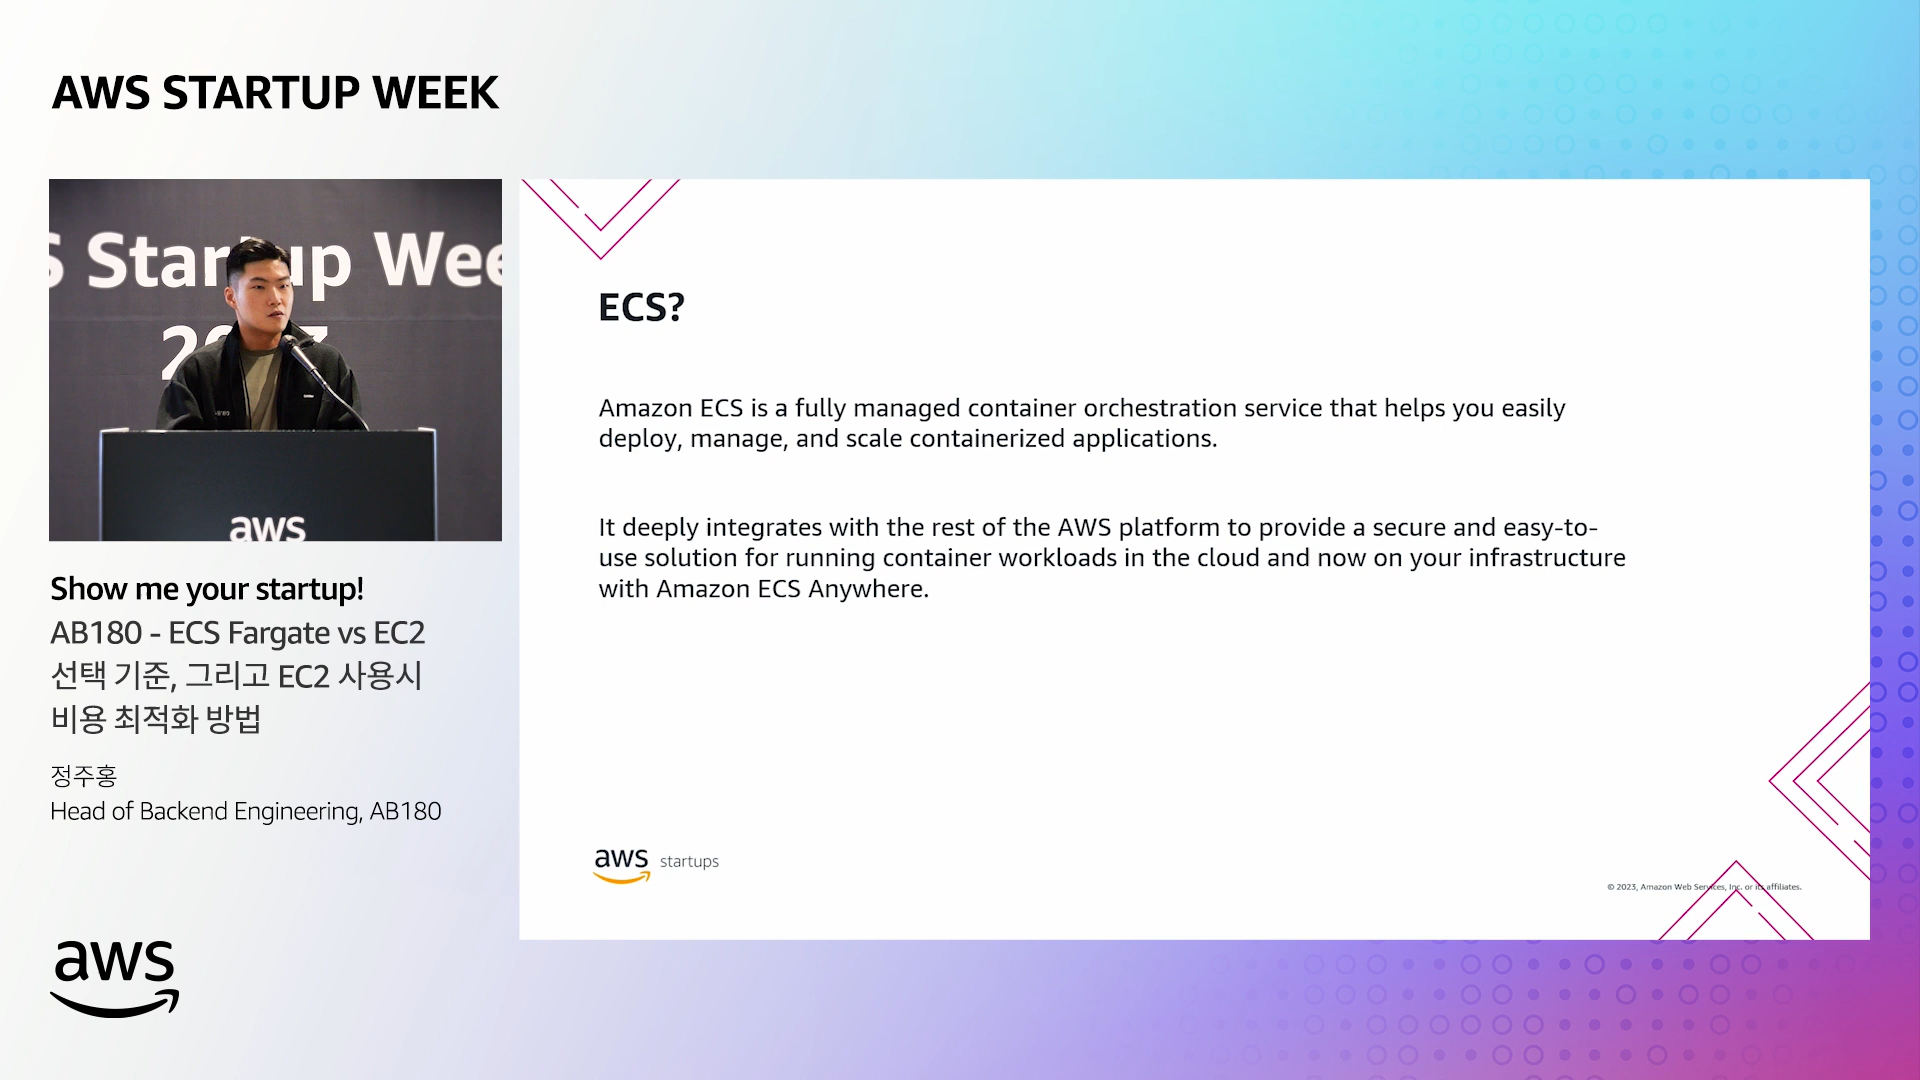 AWS STARTUP WEEK
S Startup Wee
aws
Show me your startup!
AB180 - ECS Fargate vs EC2
선택 기준, 그리고 EC2 사용시
비용 최적화 방법
정주홍
Head of Backend Engineering, AB180
aws
ECS?
Amazon ECS is a fully managed container orchestration service that helps you easily
deploy, manage, and scale containerized applications.
It deeply integrates with the rest of the AWS platform to provide a secure and easy-to-
use solution for running container workloads in the cloud and now on your infrastructure
with Amazon ECS Anywhere.
aws startups
© 2023, Amazon Web Services, Inc. or its affiliates.